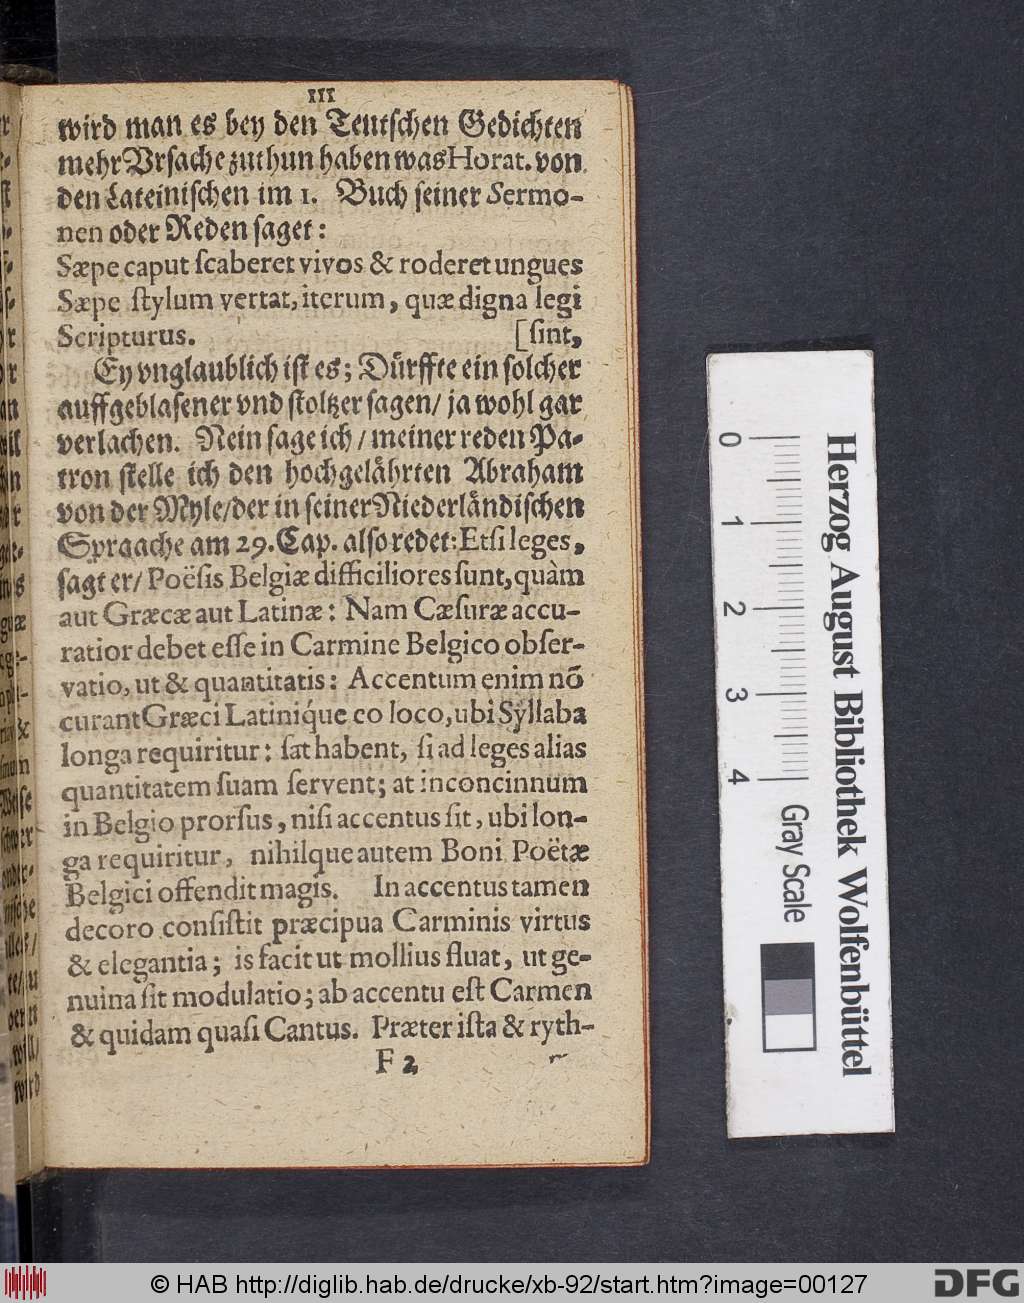 III
wird man es bey den Teutschen Gedichten
mehr Vrsache zuthun haben was Horat. von
den Lateinischen im 1. Buch seiner Sermo-
nen oder Reden saget:
Sæpe caput ſcaberet vivos & roderet ungues
Sæpe ſtylum vertat, iterum, quæ digna legi
Scripturus. [ſint,
Ey vnglaublich ist es; Dürffte ein solcher
auffgeblasener vnd stoltzer sagen/ ja wohl gar
verlachen. Nein sage ich / meiner reden Pa-
tron stelle ich den hochgelährten Abraham
von der Myle/der in seiner Niederländischen
Spraache am 29. Cap. also redet: Etſi leges,
sagt er/ Poëſis Belgiæ difficiliores ſunt, quàm
aut Græcæ aut Latinæ: Nam Cæſuræ accu-
ratior debet eſſe in Carmine Belgico obſer-
vatio, ut & quantitatis: Accentum enim nō
curant Græci Latiniq́ue eo loco, ubi Syllaba
longa requiritur: ſat habent, ſi ad leges alias
quantitatem ſuam ſervent; at inconcinnum
in Belgio prorſus, niſi accentus ſit, ubi lon-
ga requiritur, nihilque autem Boni Poëtæ
Belgici offendit magis. In accentus tamen
decoro conſiſtit præcipua Carminis virtus
& elegantia; is facit ut mollius fluat, ut ge-
nuina ſit modulatio; ab accentu eſt Carmen
& quidam quaſi Cantus. Præter iſta & ryth-
F 2
Herzog August Bibliothek Wolfenbüttel
0 1 2 3 4
Gray Scale
© HAB http://diglib.hab.de/drucke/xb-92/start.htm?image=00127
DFG